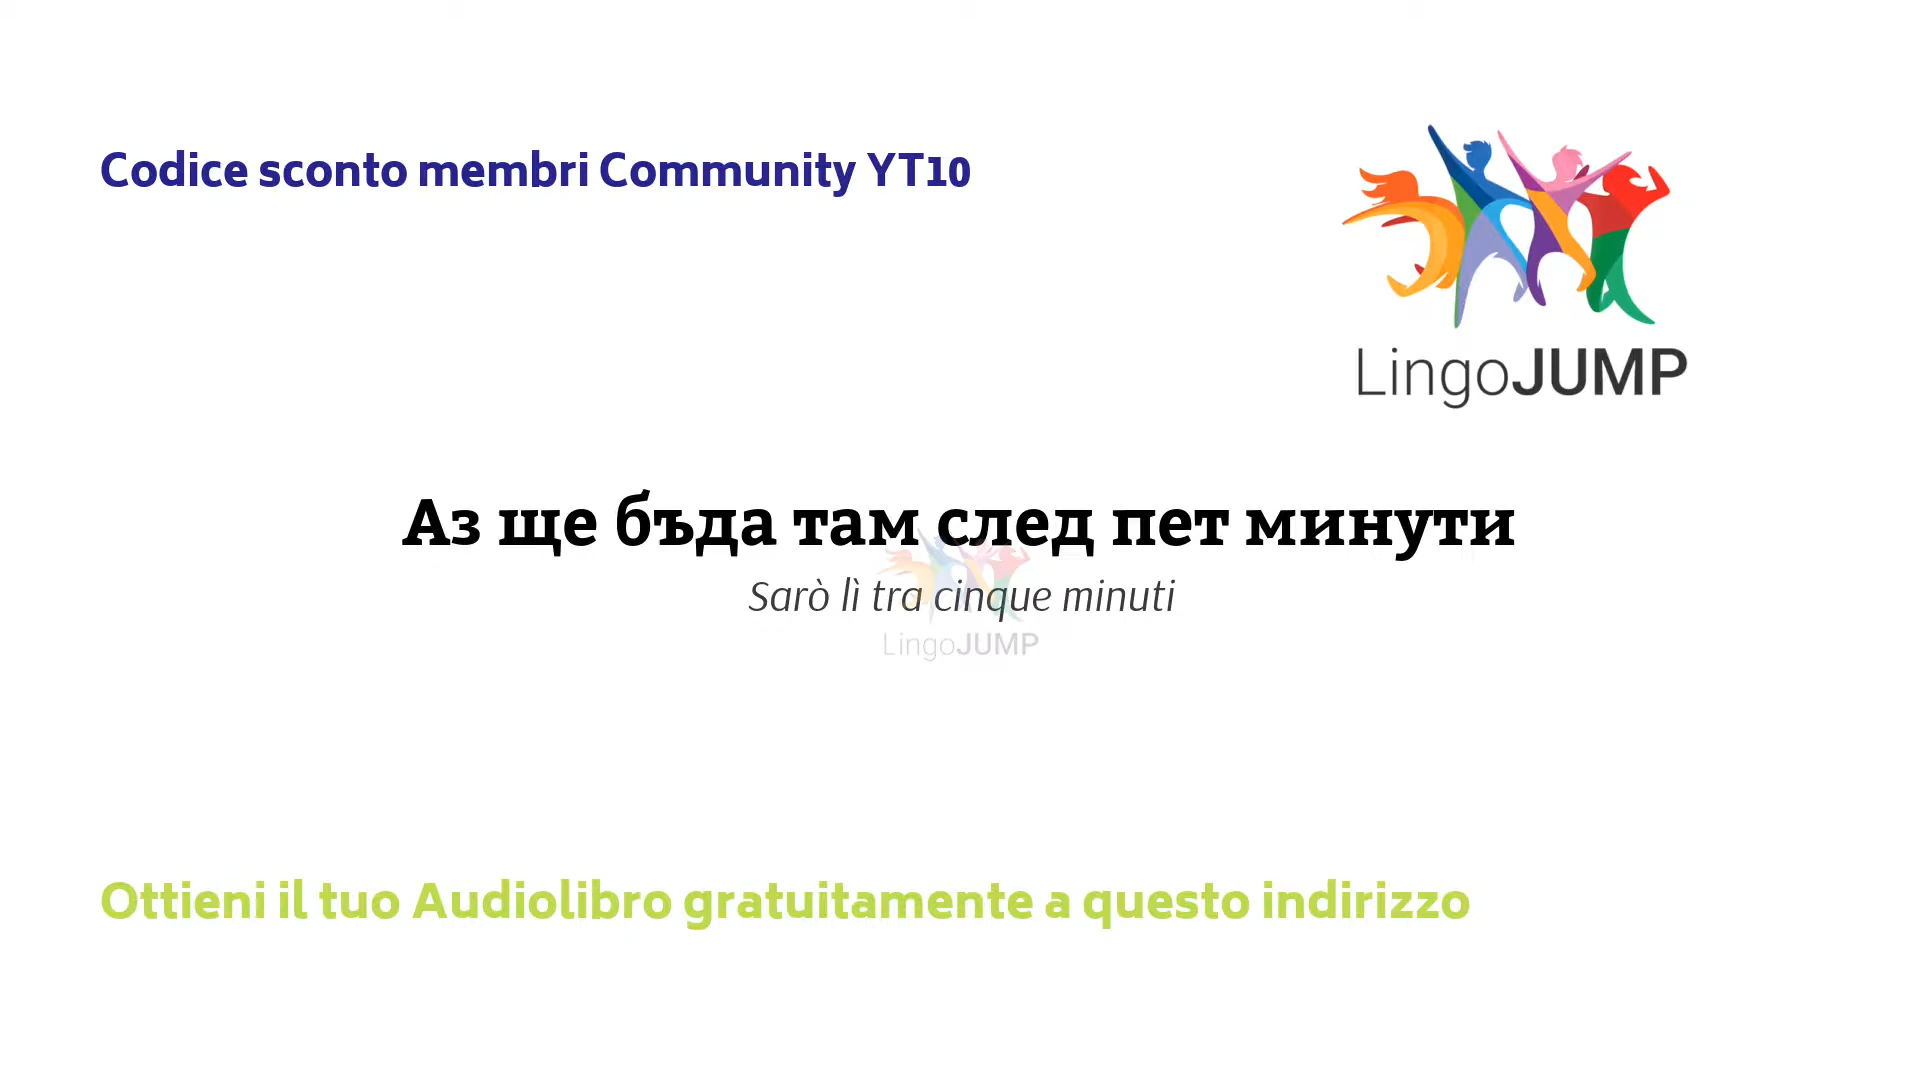 Codice sconto membri Community YT10
LingoJUMP
Аз ще бъда там след пет минути
Sarò lì tra cinque minuti
LingoJUMP
Ottieni il tuo Audiolibro gratuitamente a questo indirizzo